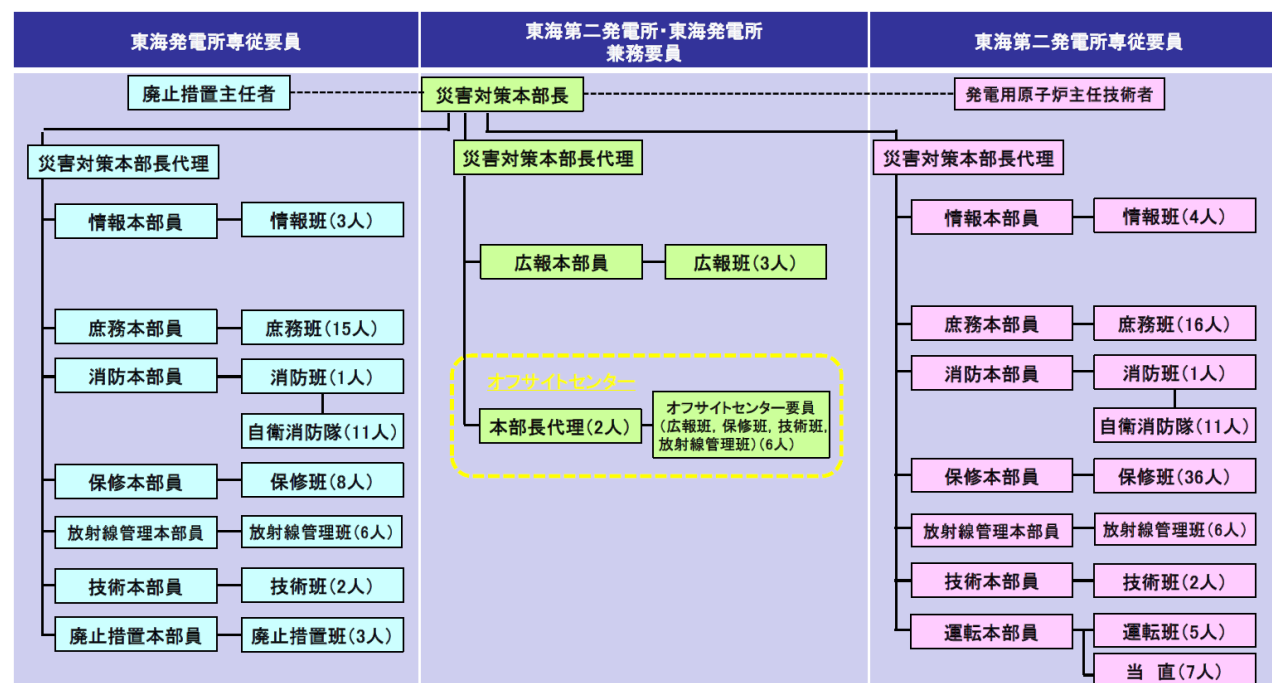 東海発電所専従要員
東海第二発電所・東海発電所
兼務要員
東海第二発電所専従要員
廃止措置主任者
災害対策本部長
発電用原子炉主任技術者
災害対策本部長代理
情報本部員
情報班(3人)
庶務本部員
庶務班(15人)
消防本部員
消防班(1人)
自衛消防隊(11人)
保修本部員
保修班(8人)
放射線管理本部員
放射線管理班(6人)
技術本部員
技術班(2人)
廃止措置本部員
廃止措置班(3人)
災害対策本部長代理
広報本部員
広報班(3人)
オフサイトセンター
本部長代理(2人)
オフサイトセンター要員
(広報班, 保修班, 技術班,
放射線管理班)(6人)
災害対策本部長代理
情報本部員
情報班(4人)
庶務本部員
庶務班(16人)
消防本部員
消防班(1人)
自衛消防隊(11人)
保修本部員
保修班(36人)
放射線管理本部員
放射線管理班(6人)
技術本部員
技術班(2人)
運転本部員
運転班(5人)
当 直(7人)